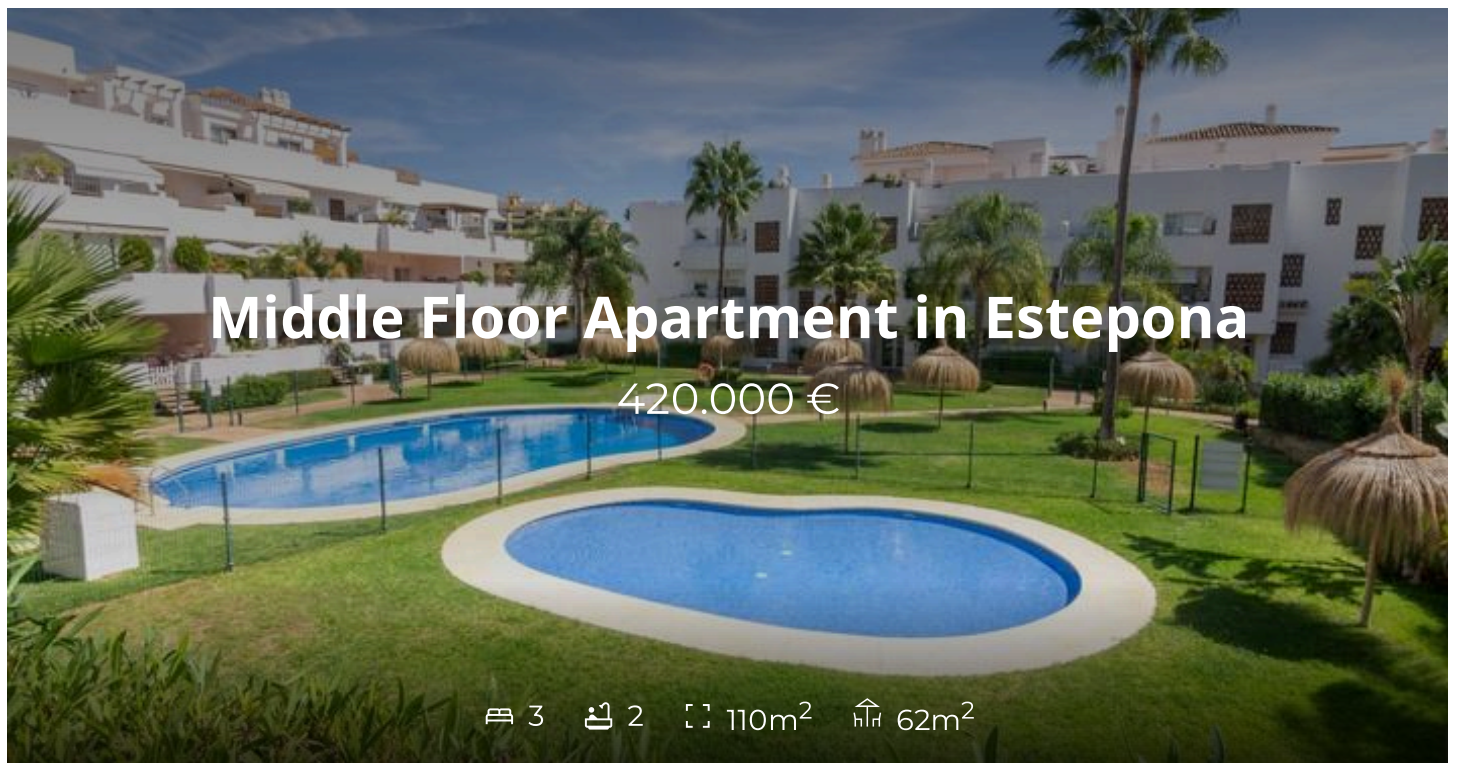 Middle Floor Apartment in Estepona
420.000 €
3 2 110m² 62m²